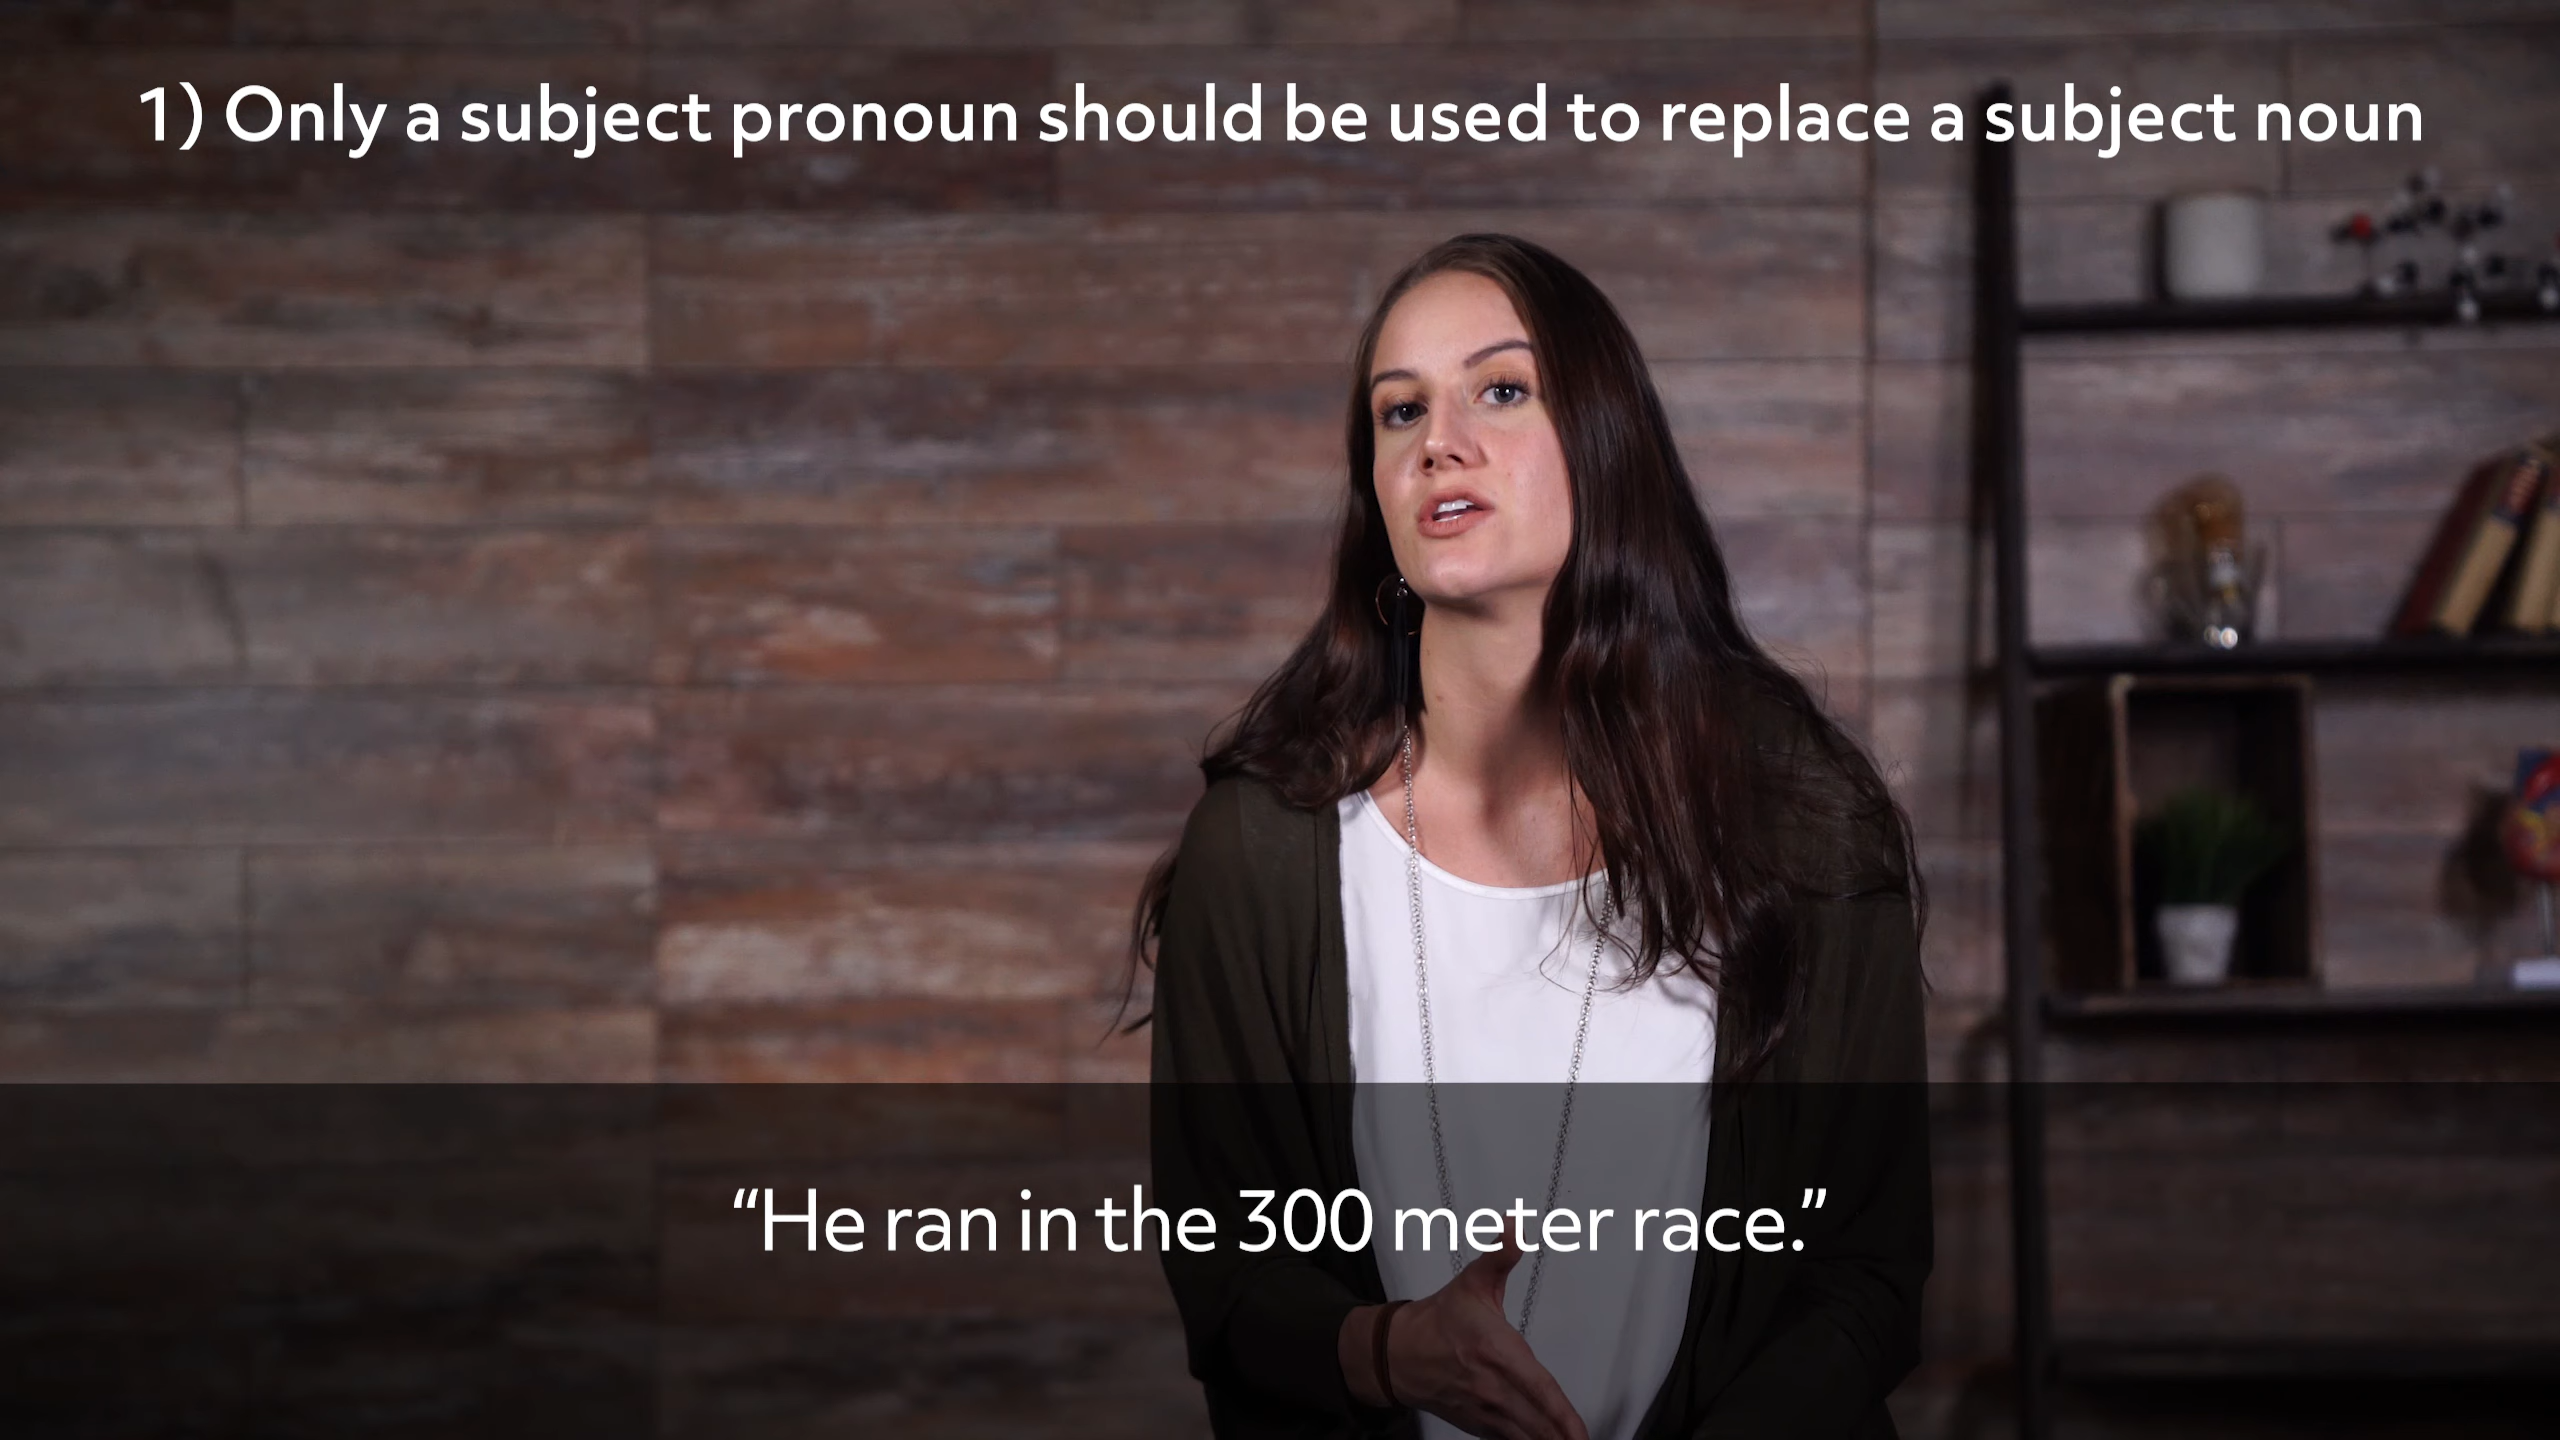 1) Only a subject pronoun should be used to replace a subject noun
“He ran in the 300 meter race.”